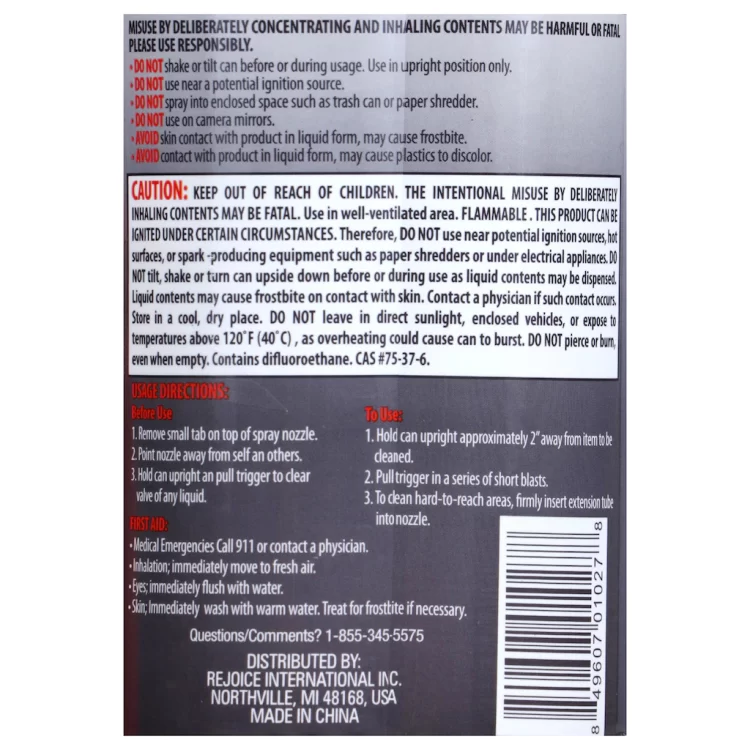 MISUSE BY DELIBERATELY CONCENTRATING AND INHALING CONTENTS MAY BE HARMFUL OR FATAL
PLEASE USE RESPONSIBLY.
• DO NOT shake or tilt can before or during usage. Use in upright position only.
• DO NOT use near a potential ignition source.
• DO NOT spray into enclosed space such as trash can or paper shredder.
• DO NOT use on camera mirrors.
• AVOID skin contact with product in liquid form, may cause frostbite.
• AVOID contact with product in liquid form, may cause plastics to discolor.
CAUTION: KEEP OUT OF REACH OF CHILDREN. THE INTENTIONAL MISUSE BY DELIBERATELY
INHALING CONTENTS MAY BE FATAL. Use in well-ventilated area. FLAMMABLE . THIS PRODUCT CAN BE
IGNITED UNDER CERTAIN CIRCUMSTANCES. Therefore, DO NOT use near potential ignition sources, hot
surfaces, or spark -producing equipment such as paper shredders or under electrical appliances. DO
NOT tilt, shake or turn can upside down before or during use as liquid contents may be dispensed.
Liquid contents may cause frostbite on contact with skin. Contact a physician if such contact occurs.
Store in a cool, dry place. DO NOT leave in direct sunlight, enclosed vehicles, or expose to
temperatures above 120°F (40°C) , as overheating could cause can to burst. DO NOT pierce or burn,
even when empty. Contains difluoroethane. CAS #75-37-6.
USAGE DIRECTIONS:
Before Use
1. Remove small tab on top of spray nozzle.
2. Point nozzle away from self an others.
3. Hold can upright an pull trigger to clear
valve of any liquid.
To Use:
1. Hold can upright approximately 2" away from item to be
cleaned.
2. Pull trigger in a series of short blasts.
3. To clean hard-to-reach areas, firmly insert extension tube
into nozzle.
FIRST AID:
• Medical Emergencies Call 911 or contact a physician.
• Inhalation; immediately move to fresh air.
• Eyes; immediately flush with water.
• Skin; Immediately wash with warm water. Treat for frostbite if necessary.
Questions/Comments? 1-855-345-5575
DISTRIBUTED BY:
REJOICE INTERNATIONAL INC.
NORTHVILLE, MI 48168, USA
MADE IN CHINA
8 49607 01027 8